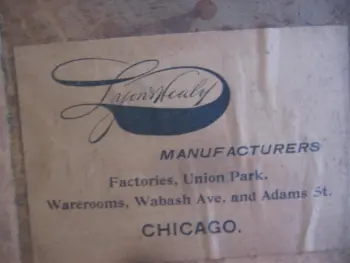 Lyon & Healy
MANUFACTURERS
Factories, Union Park.
Warerooms, Wabash Ave. and Adams St.
CHICAGO.